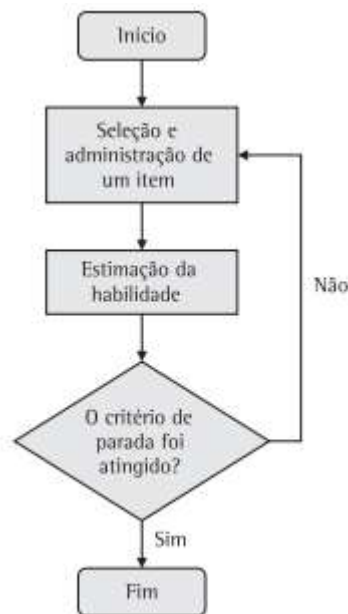 Início
Seleção e
administração de
um item
Estimação da
habilidade
Não
O critério de
parada foi
atingido?
Sim
Fim